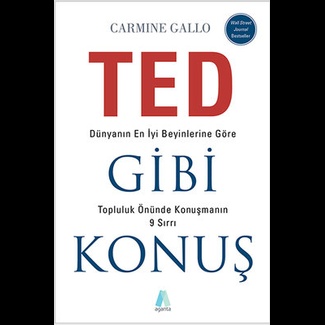 CARMINE GALLO
Wall Street
Journal
Bestseller
TED
Dünyanın En İyi Beyinlerine Göre
GİBİ
Topluluk Önünde Konuşmanın
9 Sırrı
KONUŞ
aganta